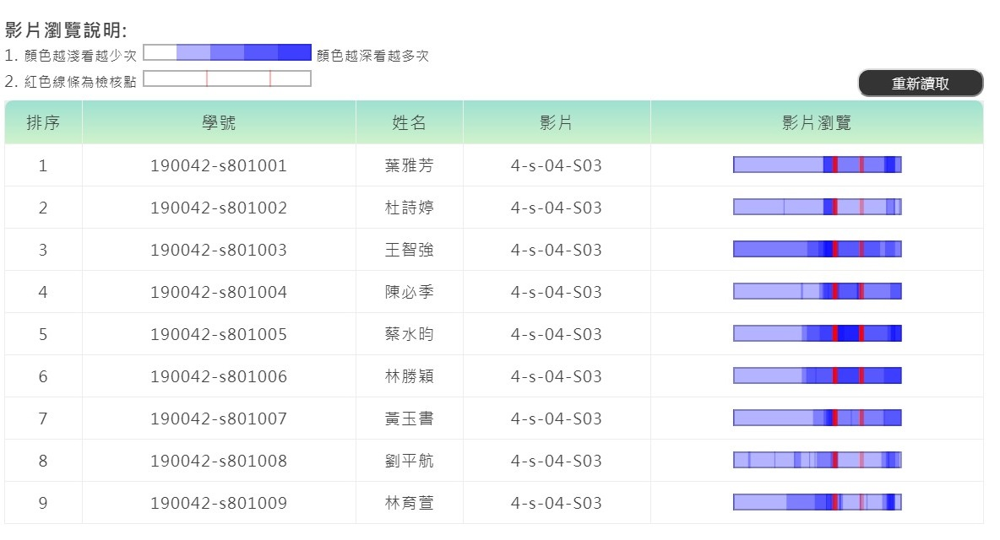 影片瀏覽說明:
1. 顏色越淺看越少次 顏色越深看越多次
2. 紅色線條為檢核點
重新讀取
排序 學號 姓名 影片 影片瀏覽
1 190042-s801001 葉雅芳 4-s-04-S03
2 190042-s801002 杜詩婷 4-s-04-S03
3 190042-s801003 王智強 4-s-04-S03
4 190042-s801004 陳必季 4-s-04-S03
5 190042-s801005 蔡水昀 4-s-04-S03
6 190042-s801006 林勝穎 4-s-04-S03
7 190042-s801007 黃玉書 4-s-04-S03
8 190042-s801008 劉平航 4-s-04-S03
9 190042-s801009 林育萱 4-s-04-S03